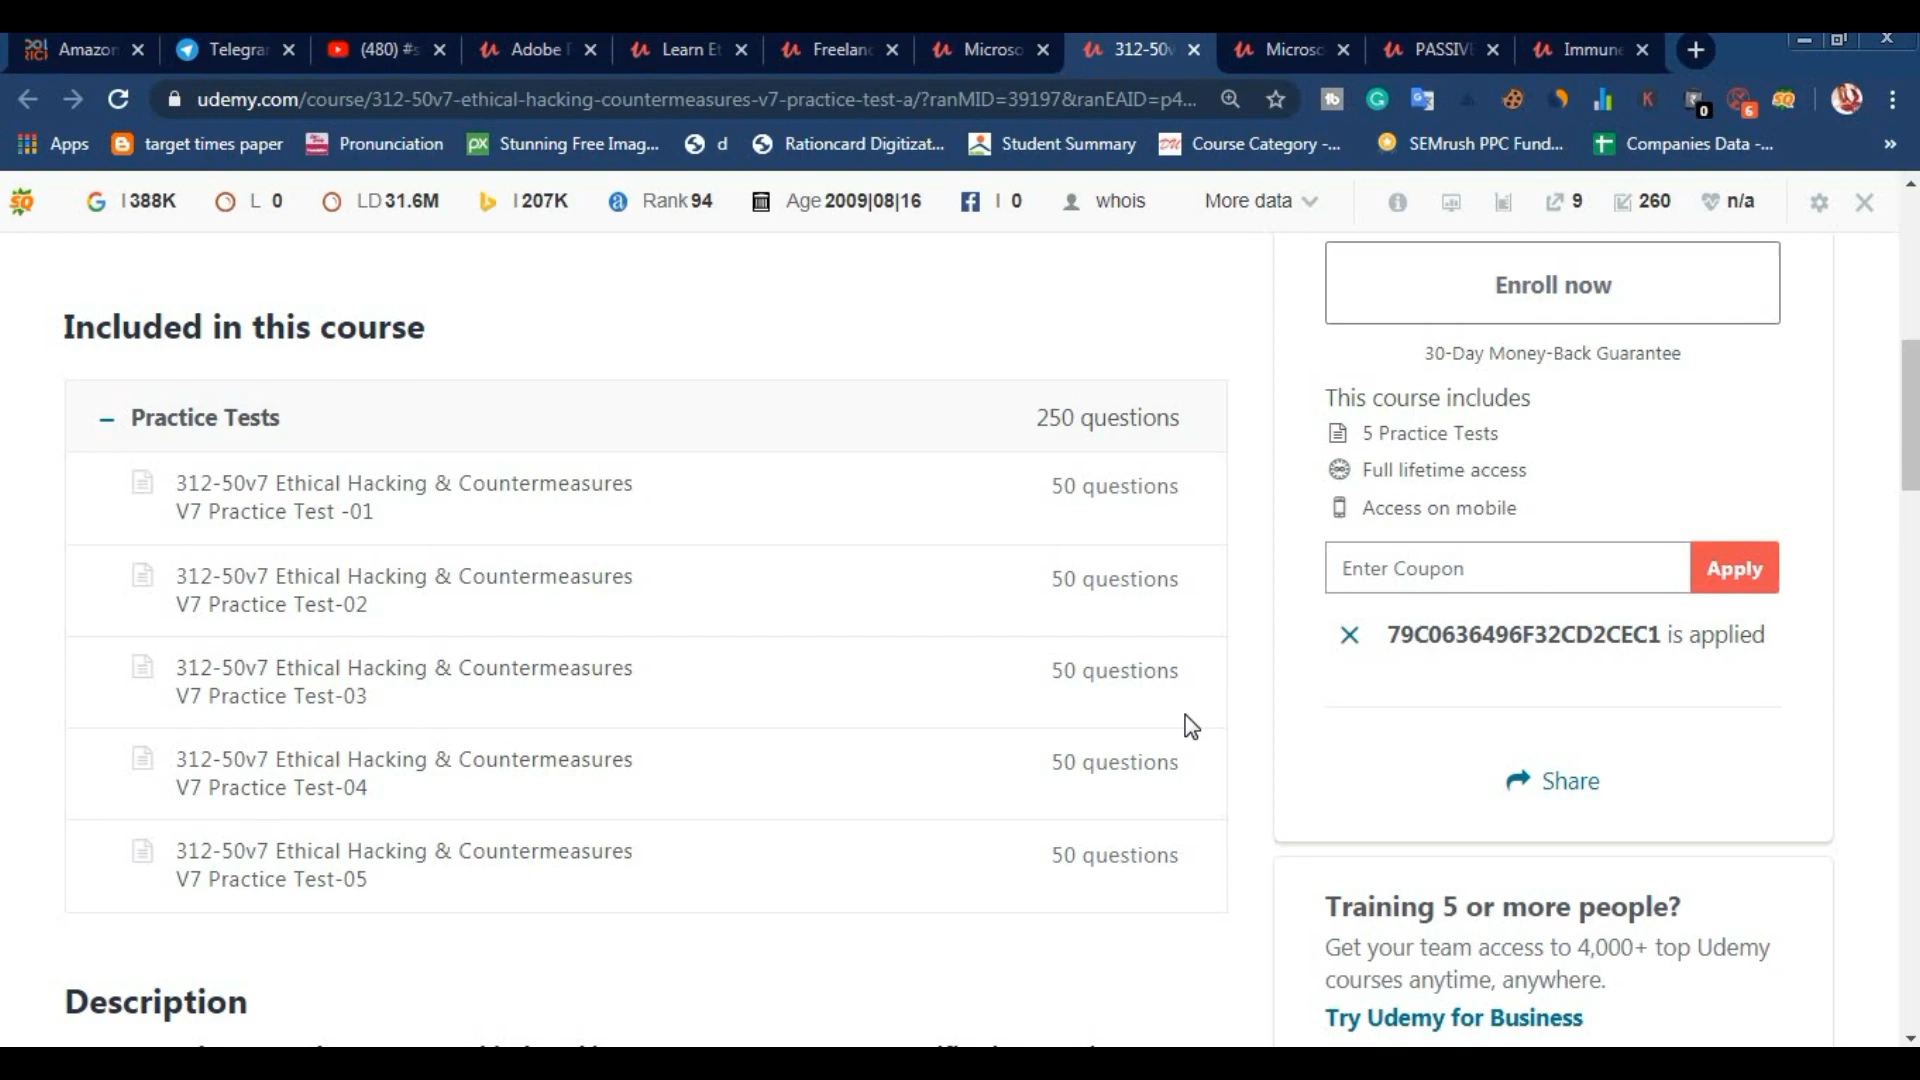 Amazon
Telegra
(480) #s
Adobe
Learn Et
Freelan
Microso
312-50v
Microso
PASSIVE
Immune
udemy.com/course/312-50v7-ethical-hacking-countermeasures-v7-practice-test-a/?ranMID=39197&ranEAID=p4...
0
6
Apps
target times paper
Pronunciation
Stunning Free Imag...
d
Rationcard Digitizat...
Student Summary
Course Category -...
SEMrush PPC Fund...
Companies Data -...
»
I 388K
L 0
LD 31.6M
I 207K
Rank 94
Age 2009|08|16
I 0
whois
More data
9
260
n/a
Included in this course
– Practice Tests 250 questions
312-50v7 Ethical Hacking & Countermeasures 50 questions
V7 Practice Test -01
312-50v7 Ethical Hacking & Countermeasures 50 questions
V7 Practice Test-02
312-50v7 Ethical Hacking & Countermeasures 50 questions
V7 Practice Test-03
312-50v7 Ethical Hacking & Countermeasures 50 questions
V7 Practice Test-04
312-50v7 Ethical Hacking & Countermeasures 50 questions
V7 Practice Test-05
Description
Enroll now
30-Day Money-Back Guarantee
This course includes
5 Practice Tests
Full lifetime access
Access on mobile
Enter Coupon
Apply
79C0636496F32CD2CEC1 is applied
Share
Training 5 or more people?
Get your team access to 4,000+ top Udemy
courses anytime, anywhere.
Try Udemy for Business